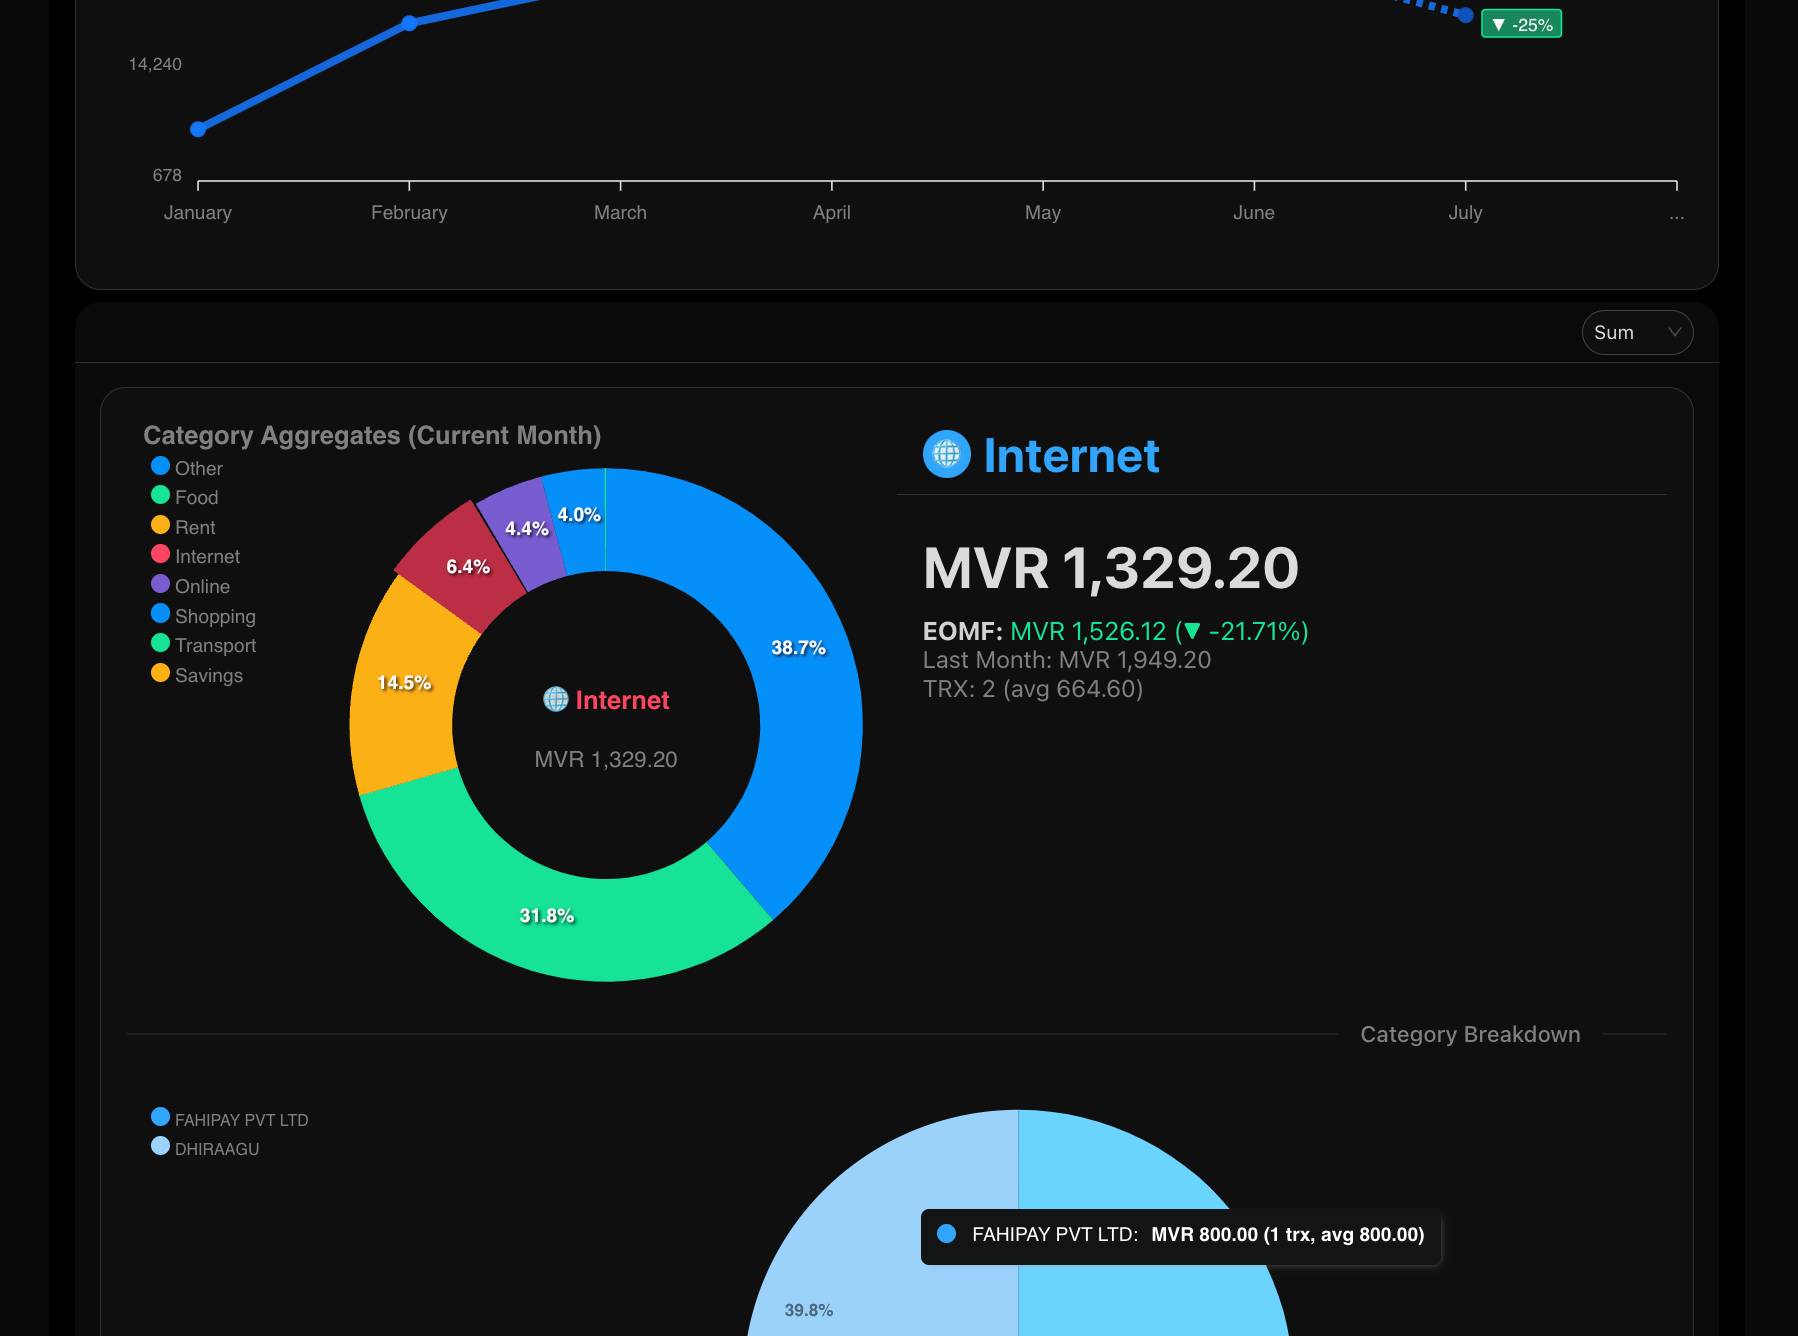 ▼ -25%
14,240
678
January February March April May June July ...
Sum
Category Aggregates (Current Month)
Other
Food
Rent
Internet
Online
Shopping
Transport
Savings
4.0%
4.4%
6.4%
38.7%
14.5%
31.8%
Internet
MVR 1,329.20
Internet
MVR 1,329.20
EOMF: MVR 1,526.12 (▼ -21.71%)
Last Month: MVR 1,949.20
TRX: 2 (avg 664.60)
Category Breakdown
FAHIPAY PVT LTD
DHIRAAGU
FAHIPAY PVT LTD: MVR 800.00 (1 trx, avg 800.00)
39.8%